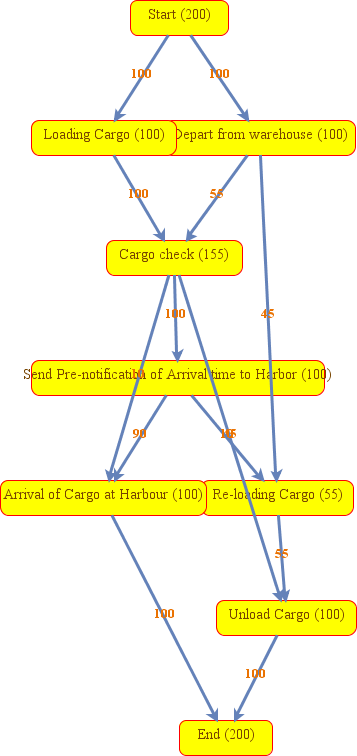 Start (200)
100
100
Loading Cargo (100)
Depart from warehouse (100)
100
55
Cargo check (155)
100
45
Send Pre-notification of Arrival time to Harbor (100)
90
Arrival of Cargo at Harbour (100)
Re-loading Cargo (55)
55
Unload Cargo (100)
100
100
End (200)